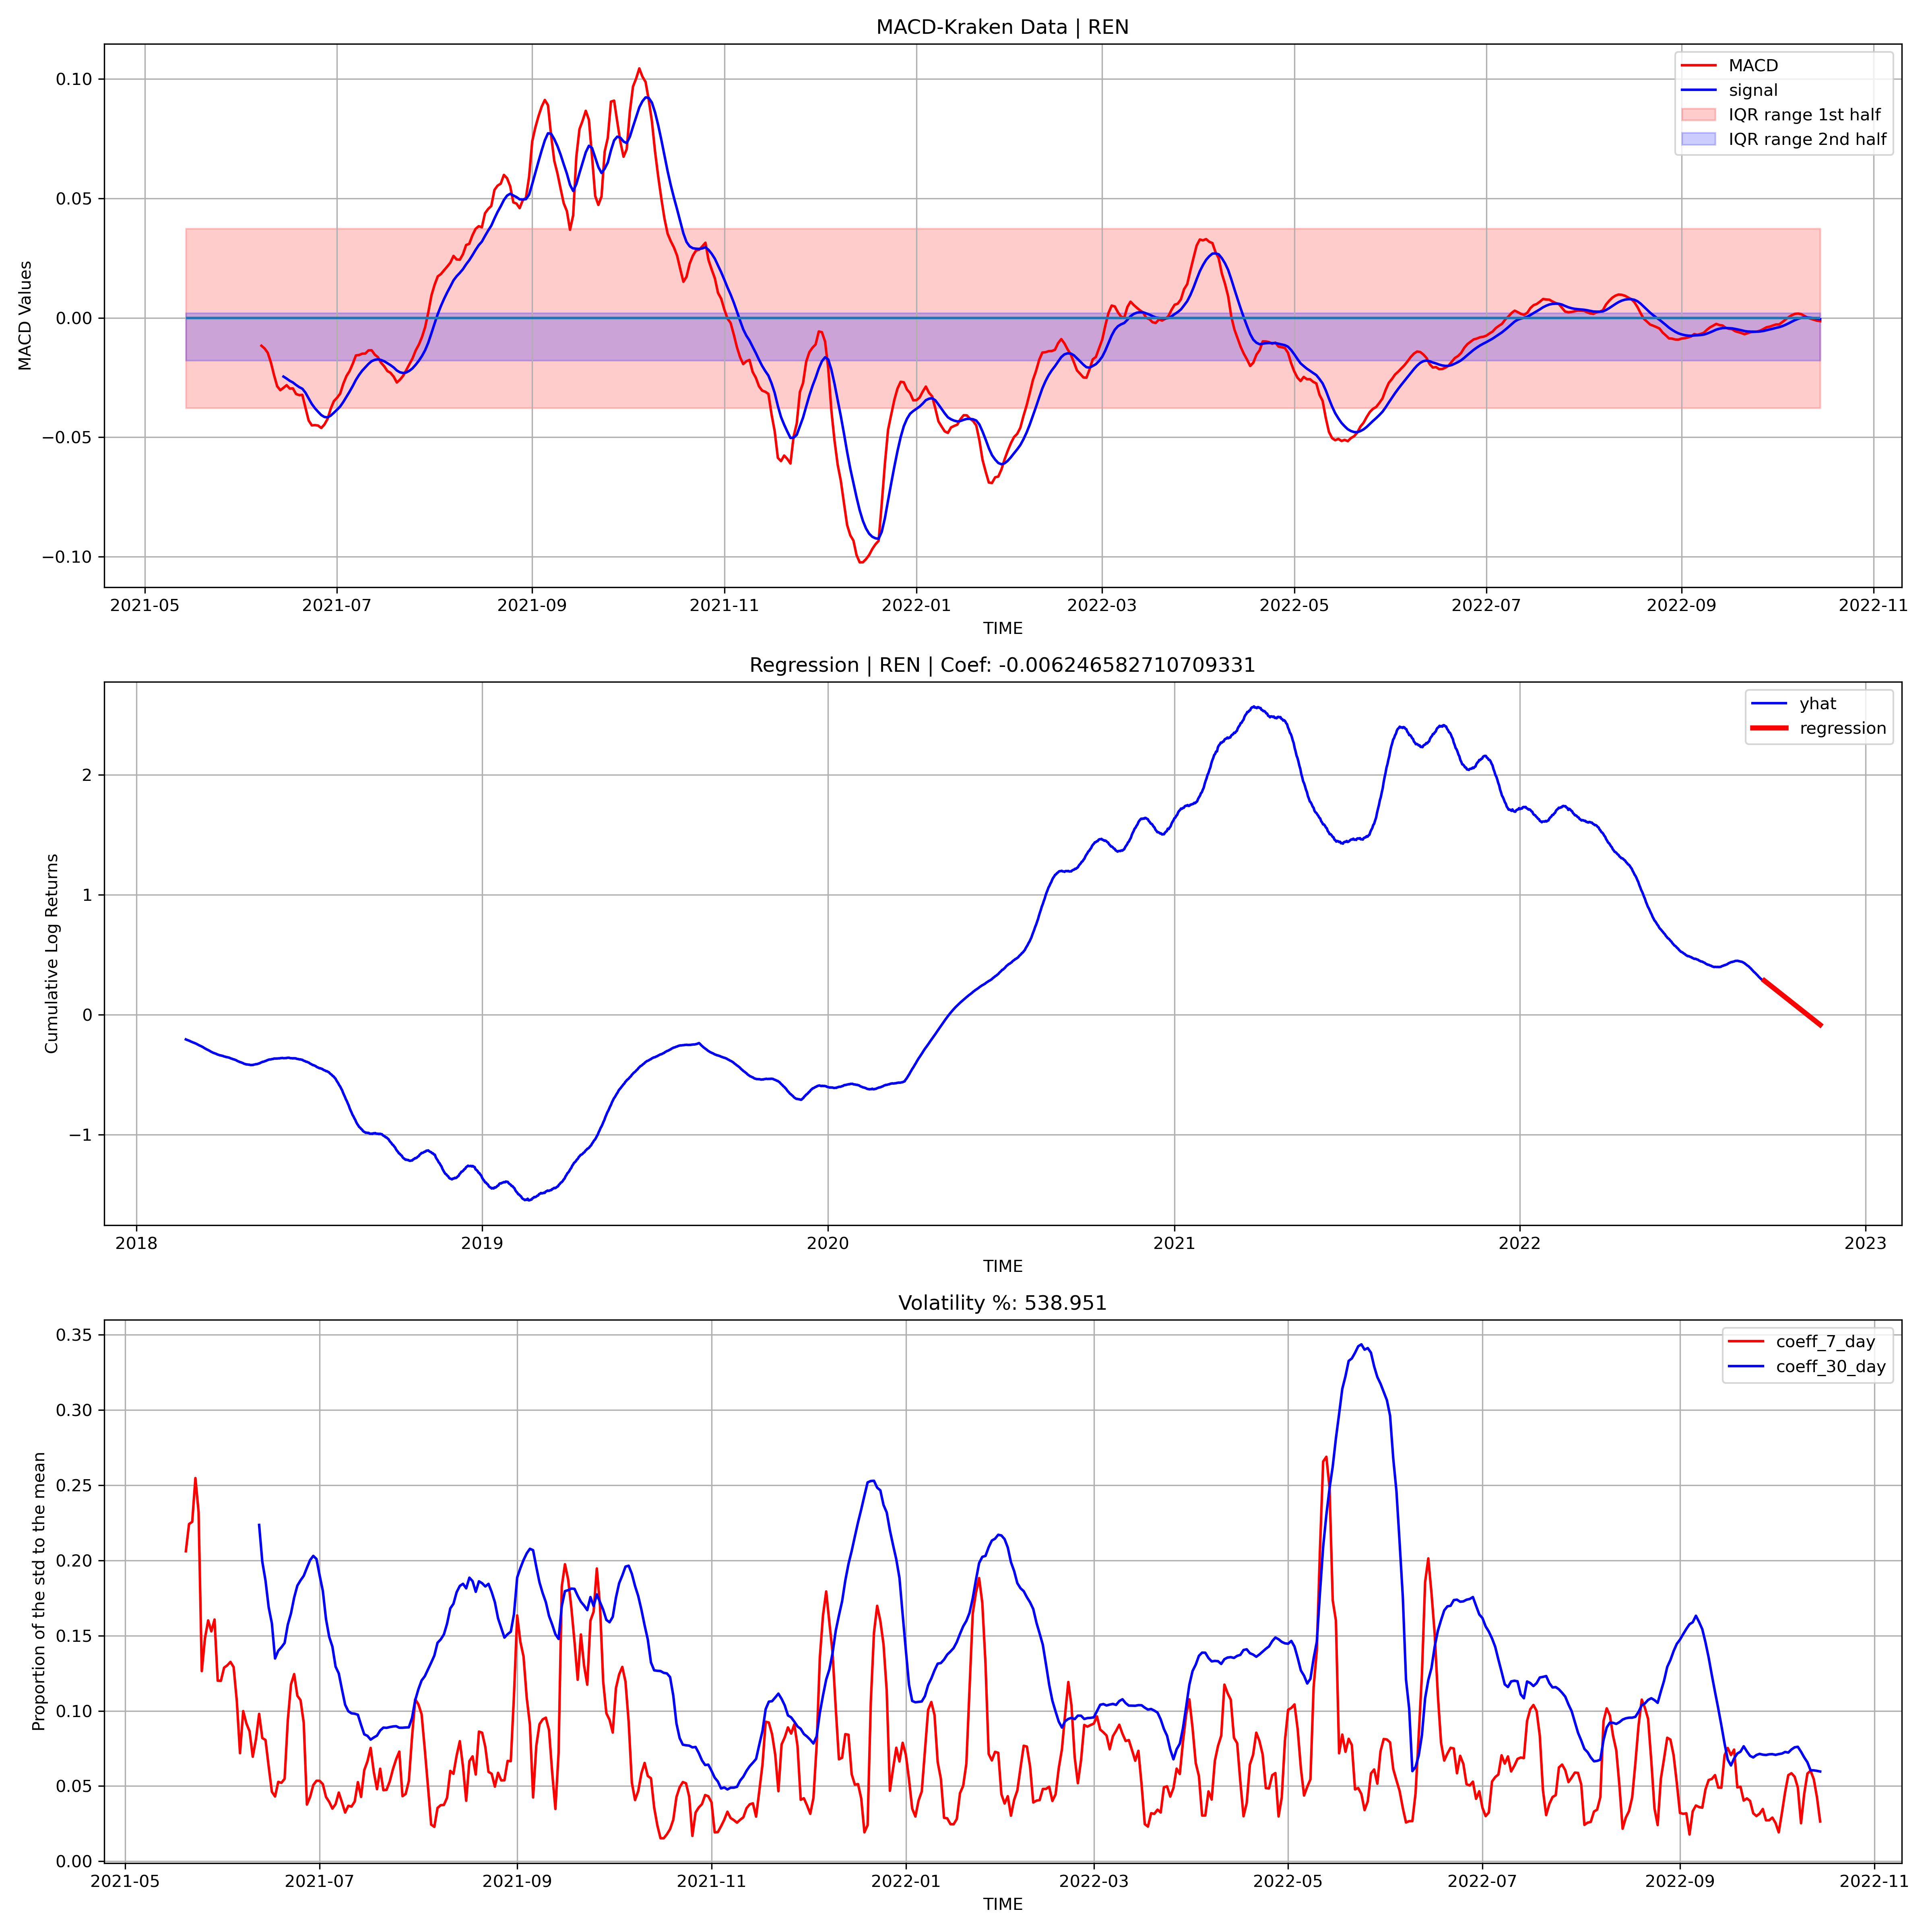 MACD-Kraken Data | REN
MACD
signal
IQR range 1st half
IQR range 2nd half
MACD Values
0.10
0.05
0.00
−0.05
−0.10
2021-05 2021-07 2021-09 2021-11 2022-01 2022-03 2022-05 2022-07 2022-09 2022-11
TIME
Regression | REN | Coef: -0.006246582710709331
yhat
regression
Cumulative Log Returns
2
1
0
−1
2018 2019 2020 2021 2022 2023
TIME
Volatility %: 538.951
coeff_7_day
coeff_30_day
Proportion of the std to the mean
0.35
0.30
0.25
0.20
0.15
0.10
0.05
0.00
2021-05 2021-07 2021-09 2021-11 2022-01 2022-03 2022-05 2022-07 2022-09 2022-11
TIME